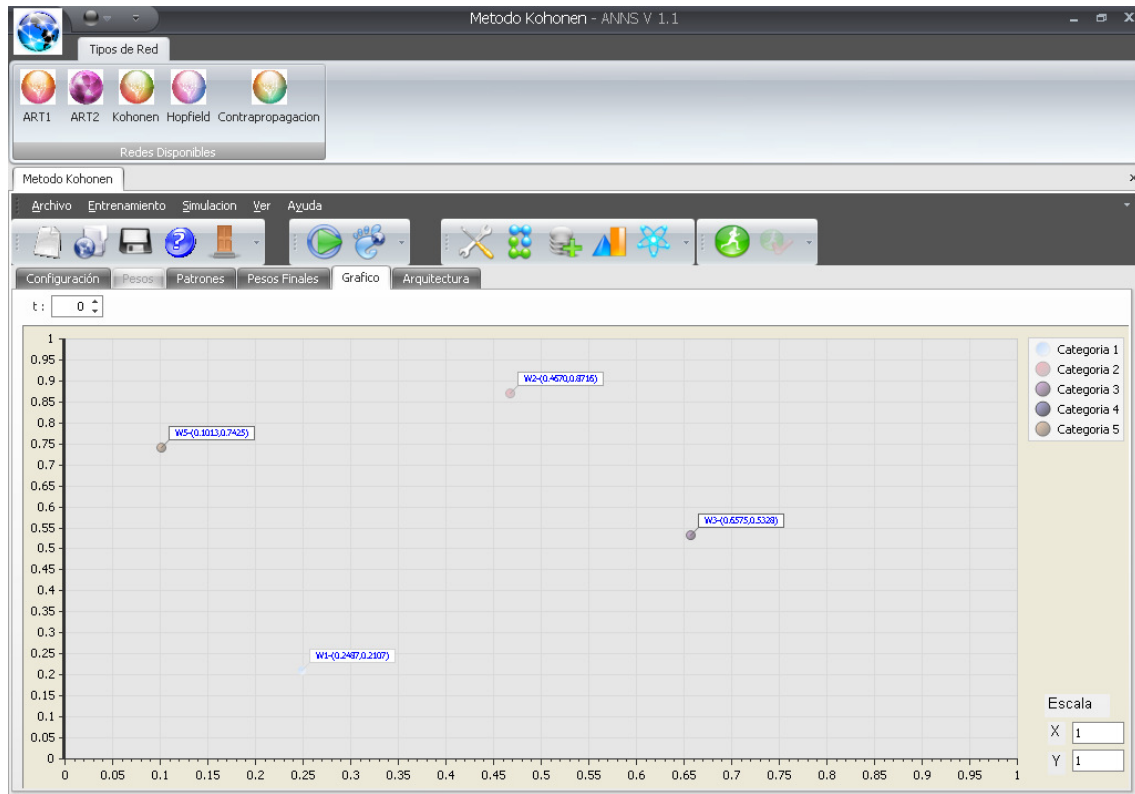 Metodo Kohonen - ANNS V 1.1
Tipos de Red
ART1 ART2 Kohonen Hopfield Contrapropagacion
Redes Disponibles
Metodo Kohonen
Archivo Entrenamiento Simulacion Ver Ayuda
Configuración Pesos Patrones Pesos Finales Grafico Arquitectura
t: 0
1
0.95
0.9
0.85
0.8
0.75
0.7
0.65
0.6
0.55
0.5
0.45
0.4
0.35
0.3
0.25
0.2
0.15
0.1
0.05
0
W2-(0.4670,0.8716)
W5-(0.1013,0.7425)
W3-(0.6575,0.5328)
W1-(0.2487,0.2107)
0 0.05 0.1 0.15 0.2 0.25 0.3 0.35 0.4 0.45 0.5 0.55 0.6 0.65 0.7 0.75 0.8 0.85 0.9 0.95 1
Categoria 1
Categoria 2
Categoria 3
Categoria 4
Categoria 5
Escala
X 1
Y 1